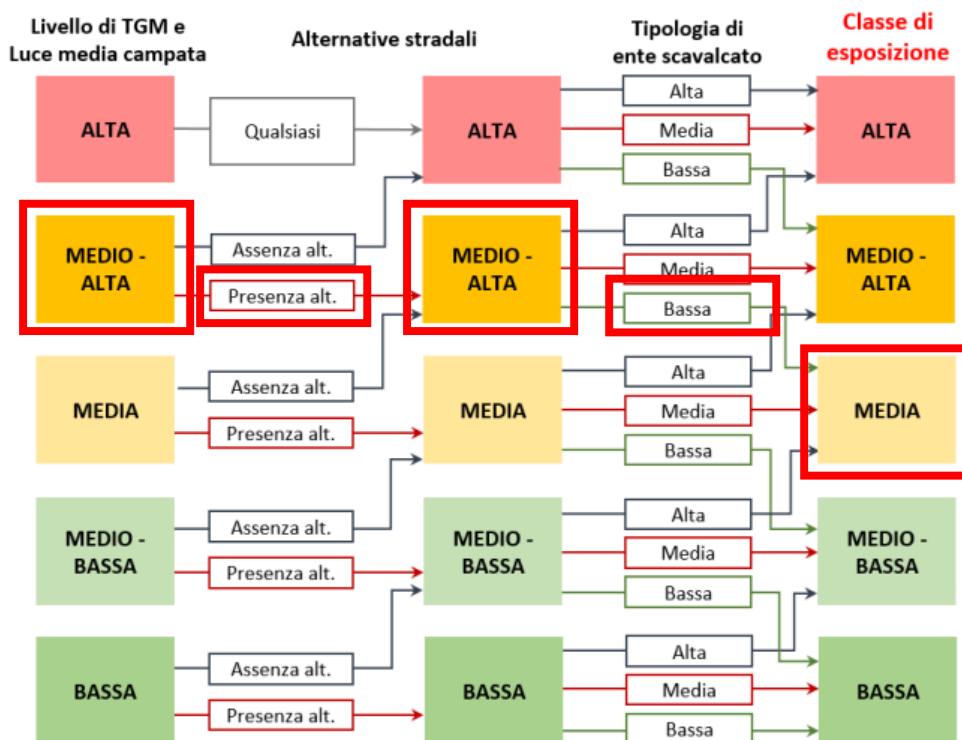 Livello di TGM e
Luce media campata
Alternative stradali
Tipologia di
ente scavalcato
Classe di
esposizione
ALTA
Qualsiasi
ALTA
Alta
Media
Bassa
ALTA
MEDIO -
ALTA
Assenza alt.
Presenza alt.
MEDIO -
ALTA
Alta
Media
Bassa
MEDIO -
ALTA
MEDIA
Assenza alt.
Presenza alt.
MEDIA
Alta
Media
Bassa
MEDIA
MEDIO -
BASSA
Assenza alt.
Presenza alt.
MEDIO -
BASSA
Alta
Media
Bassa
MEDIO -
BASSA
BASSA
Assenza alt.
Presenza alt.
BASSA
Alta
Media
Bassa
BASSA